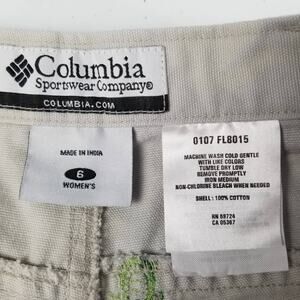 Columbia
Sportswear Company®
COLUMBIA.COM
MADE IN INDIA
6
WOMEN'S
0107 FL8015
MACHINE WASH COLD GENTLE
WITH LIKE COLORS
TUMBLE DRY LOW
REMOVE PROMPTLY
IRON MEDIUM
NON-CHLORINE BLEACH WHEN NEEDED
SHELL: 100% COTTON
RN 69724
CA 05367